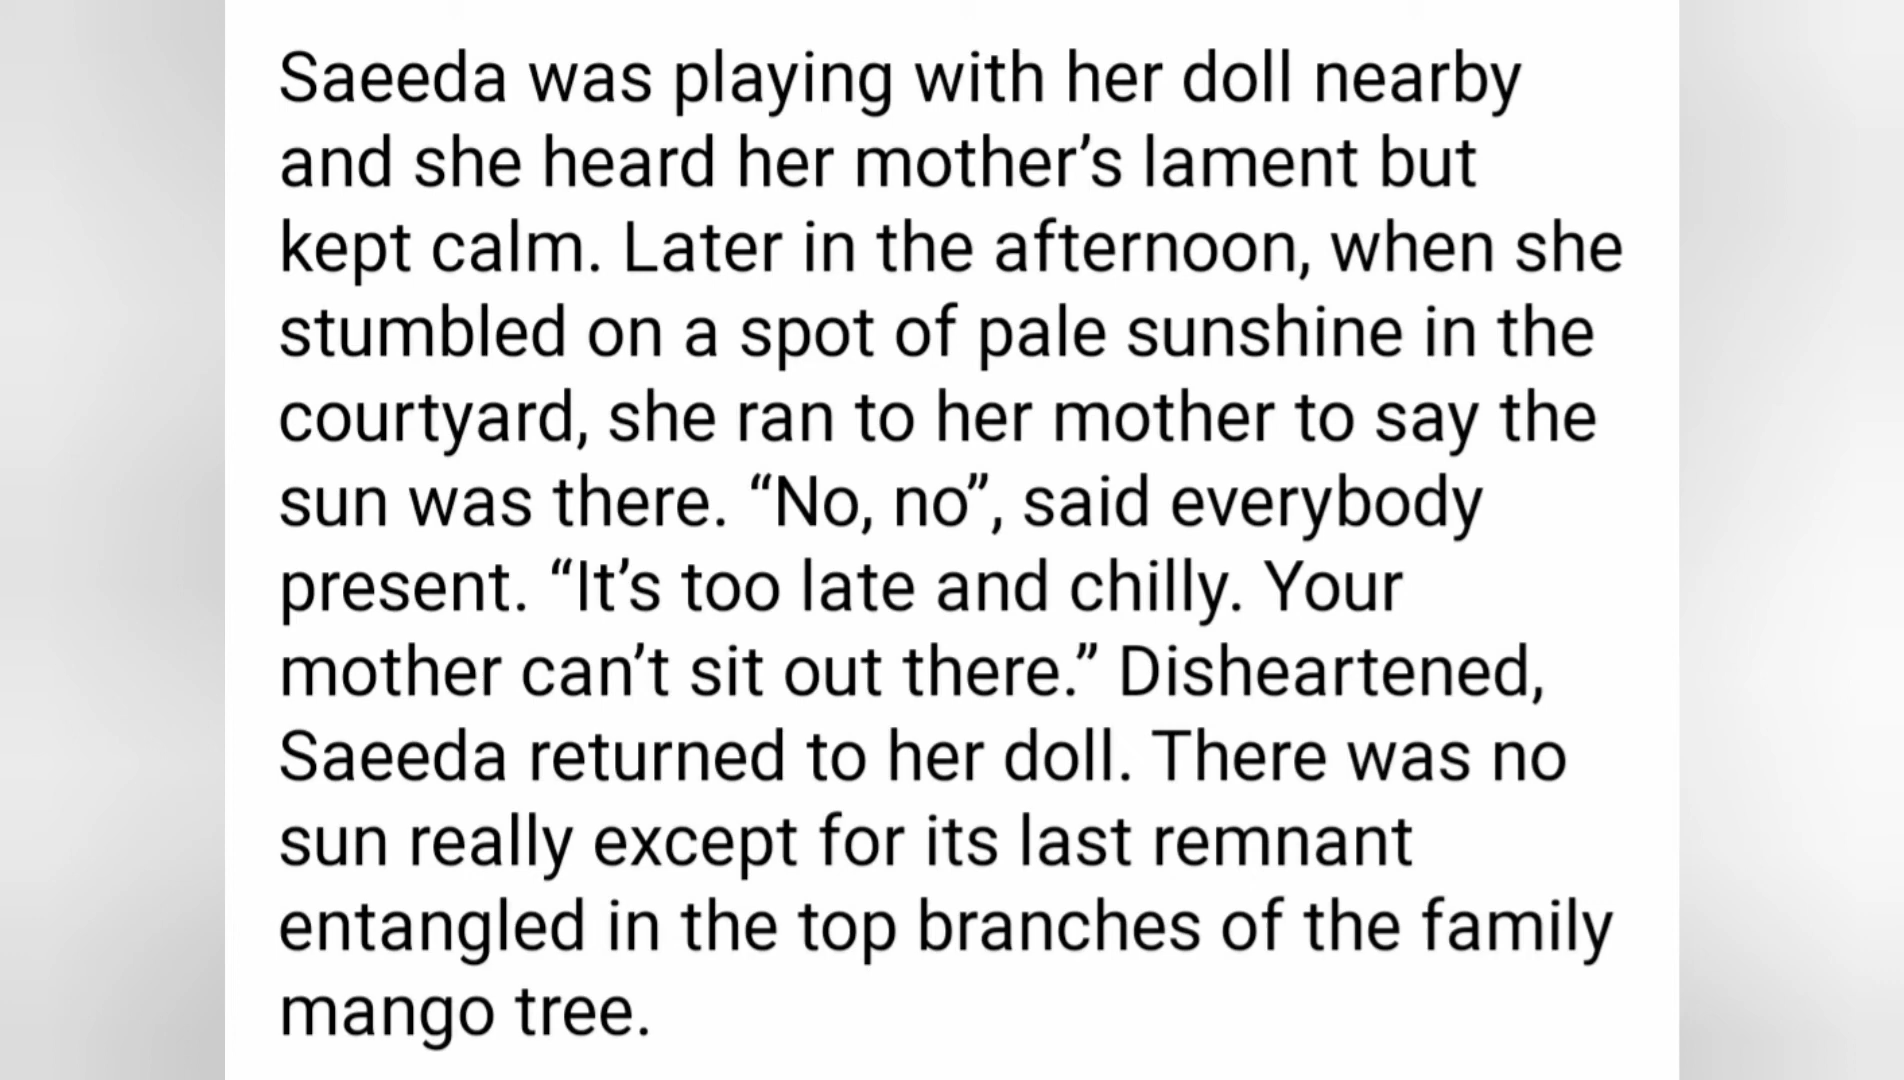 Saeeda was playing with her doll nearby
and she heard her mother’s lament but
kept calm. Later in the afternoon, when she
stumbled on a spot of pale sunshine in the
courtyard, she ran to her mother to say the
sun was there. “No, no”, said everybody
present. “It’s too late and chilly. Your
mother can’t sit out there.” Disheartened,
Saeeda returned to her doll. There was no
sun really except for its last remnant
entangled in the top branches of the family
mango tree.